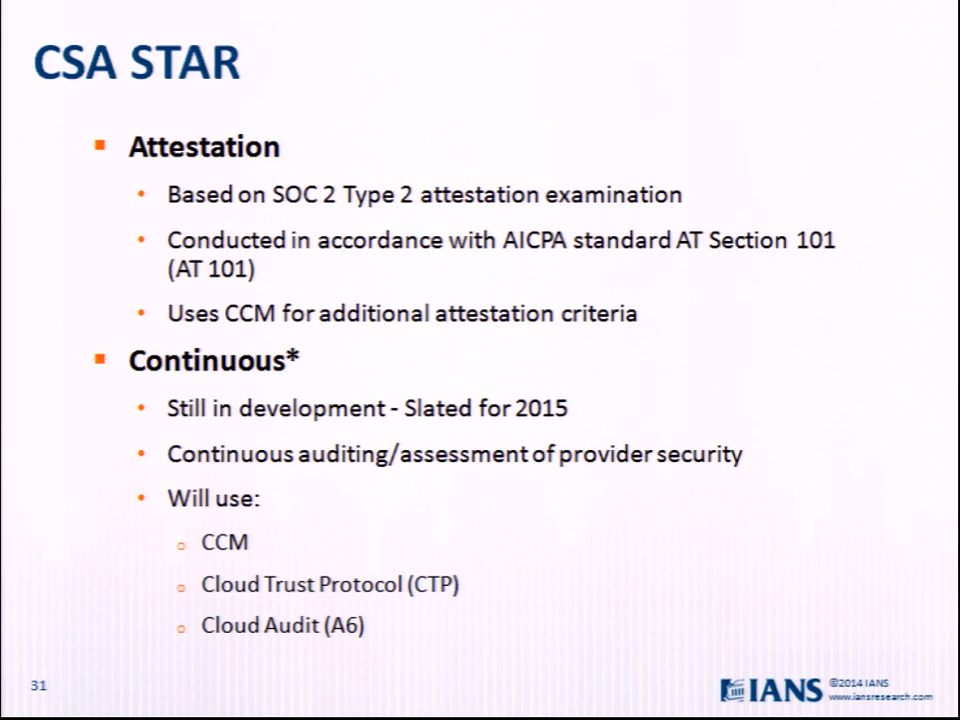 CSA STAR
Attestation
Based on SOC 2 Type 2 attestation examination
Conducted in accordance with AICPA standard AT Section 101
(AT 101)
Uses CCM for additional attestation criteria
Continuous*
Still in development - Slated for 2015
Continuous auditing/assessment of provider security
Will use:
CCM
Cloud Trust Protocol (CTP)
Cloud Audit (A6)
31
IANS
©2014 IANS
www.iansresearch.com